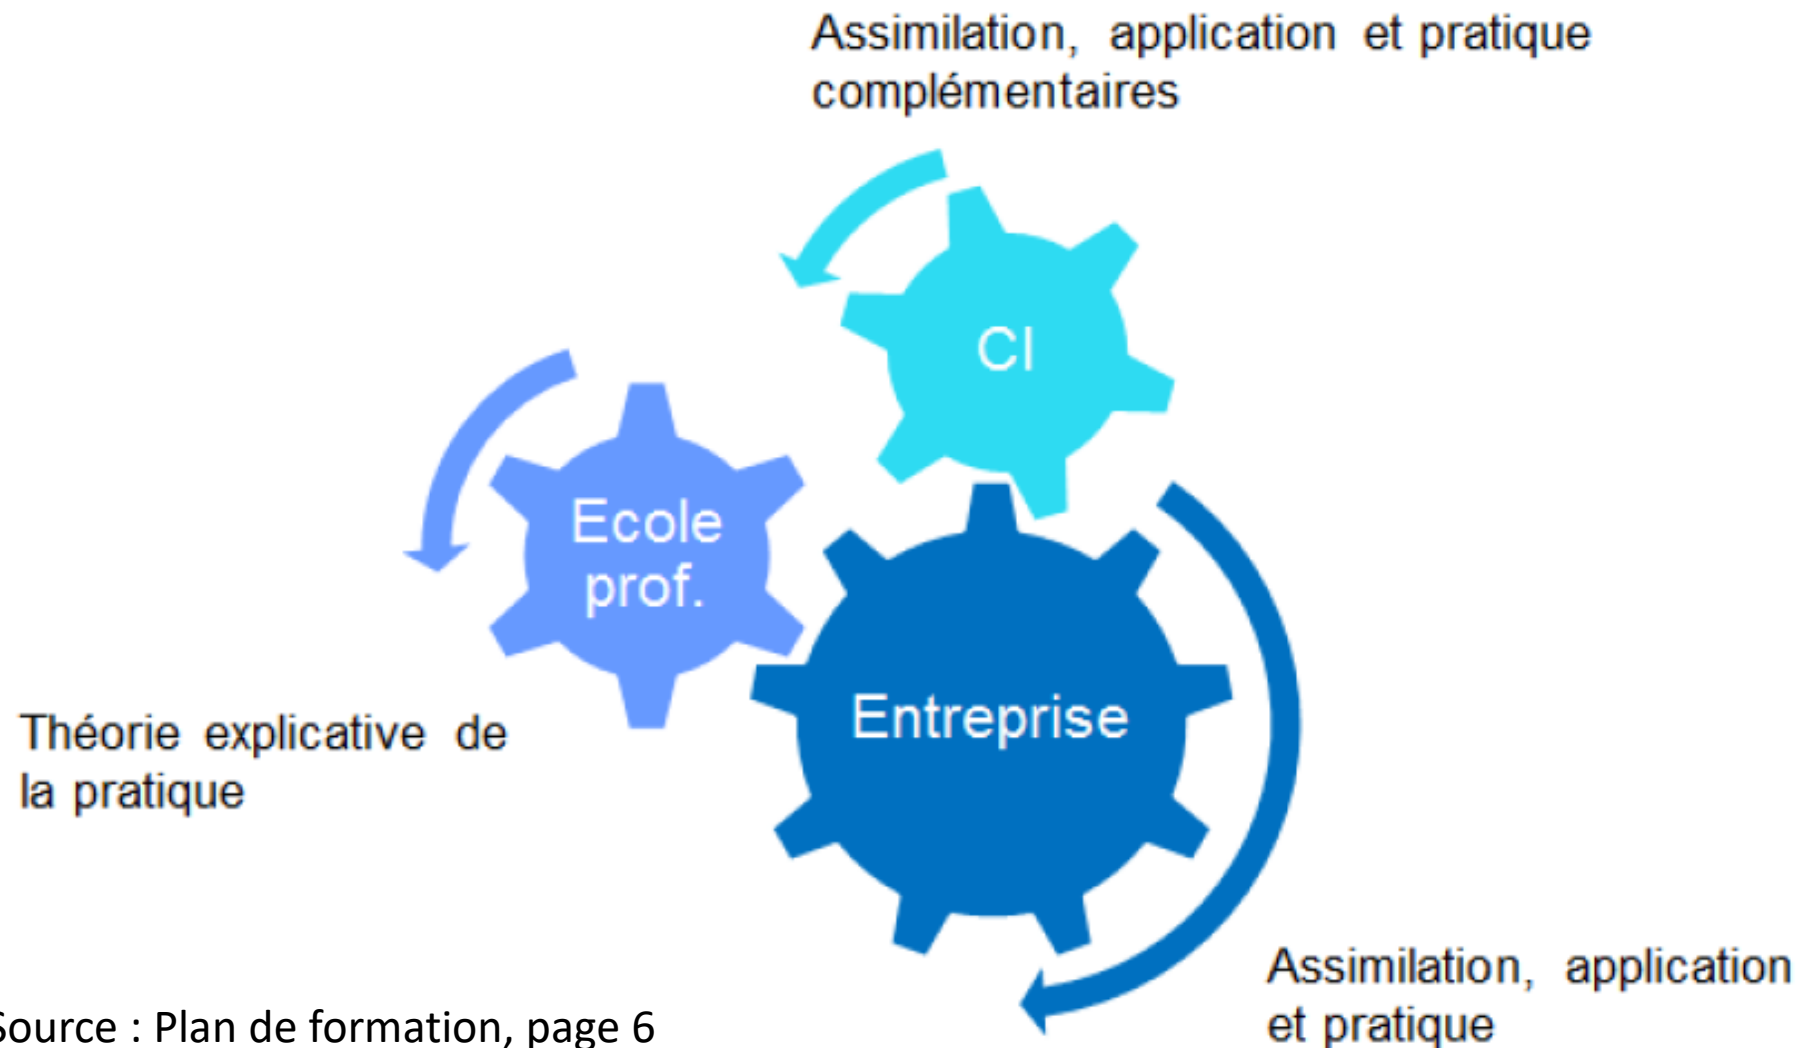 Assimilation, application et pratique
complémentaires
CI
Ecole
prof.
Théorie explicative de
la pratique
Entreprise
Assimilation, application
et pratique
Source : Plan de formation, page 6